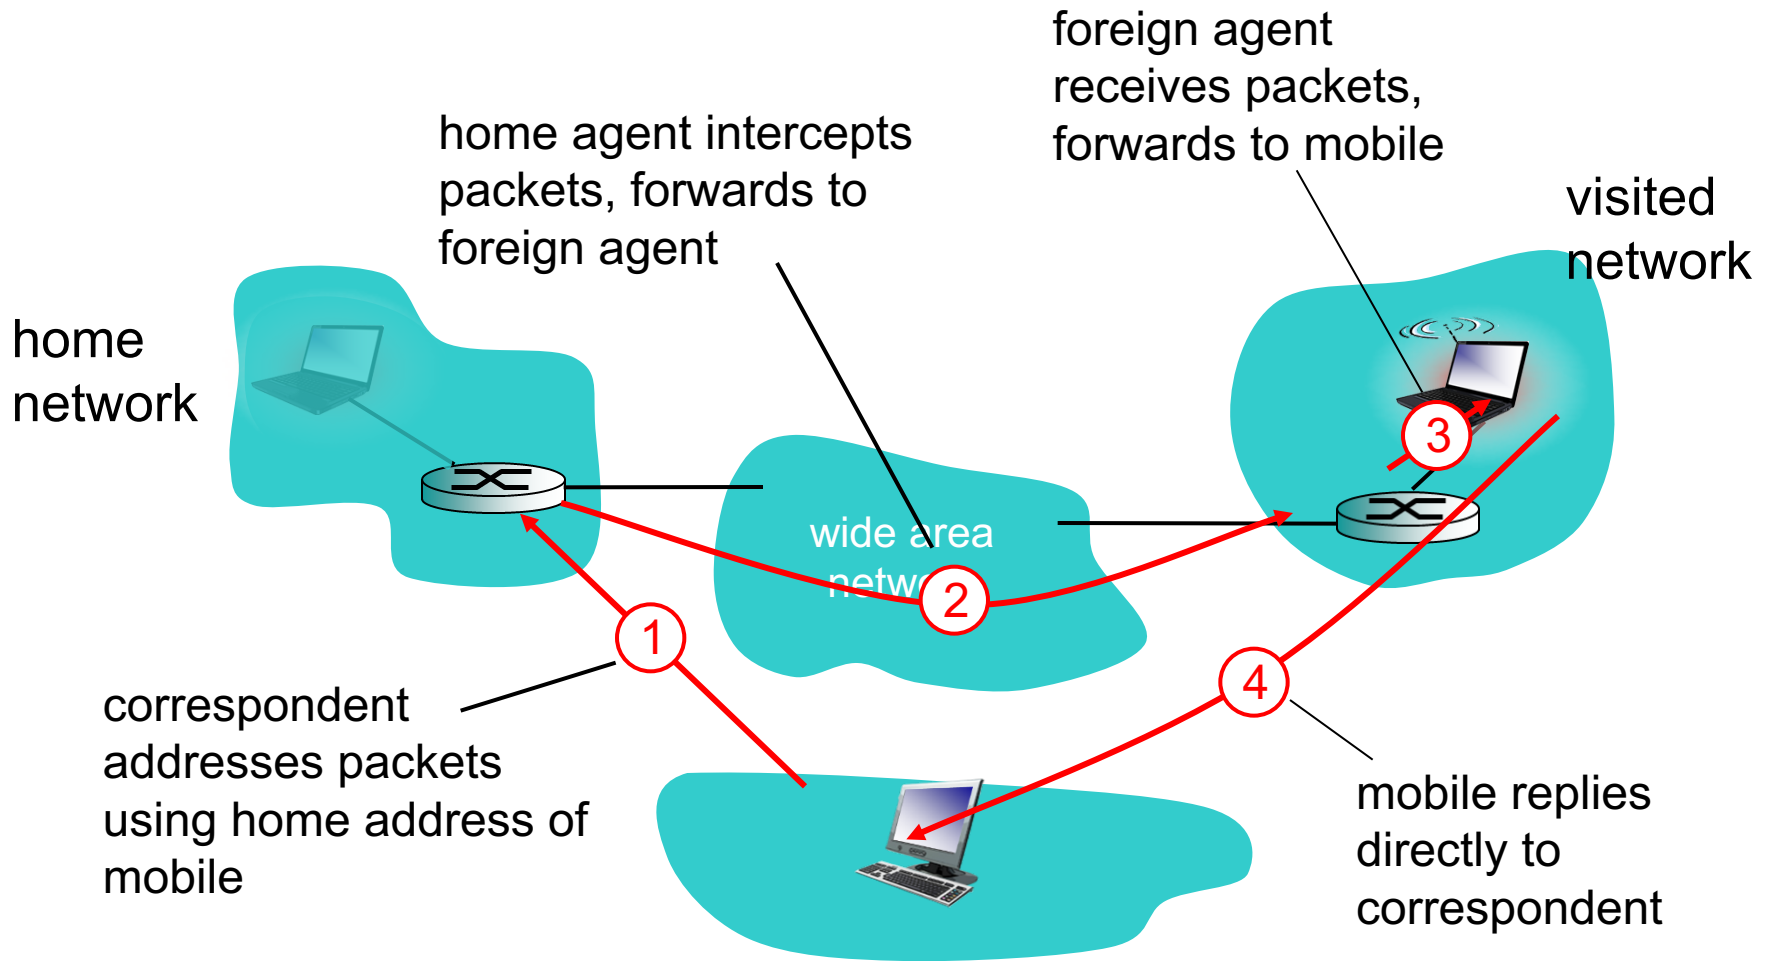 foreign agent
receives packets,
forwards to mobile
home agent intercepts
packets, forwards to
foreign agent
visited
network
home
network
wide area
3
2
1
4
correspondent
addresses packets
using home address of
mobile
mobile replies
directly to
correspondent